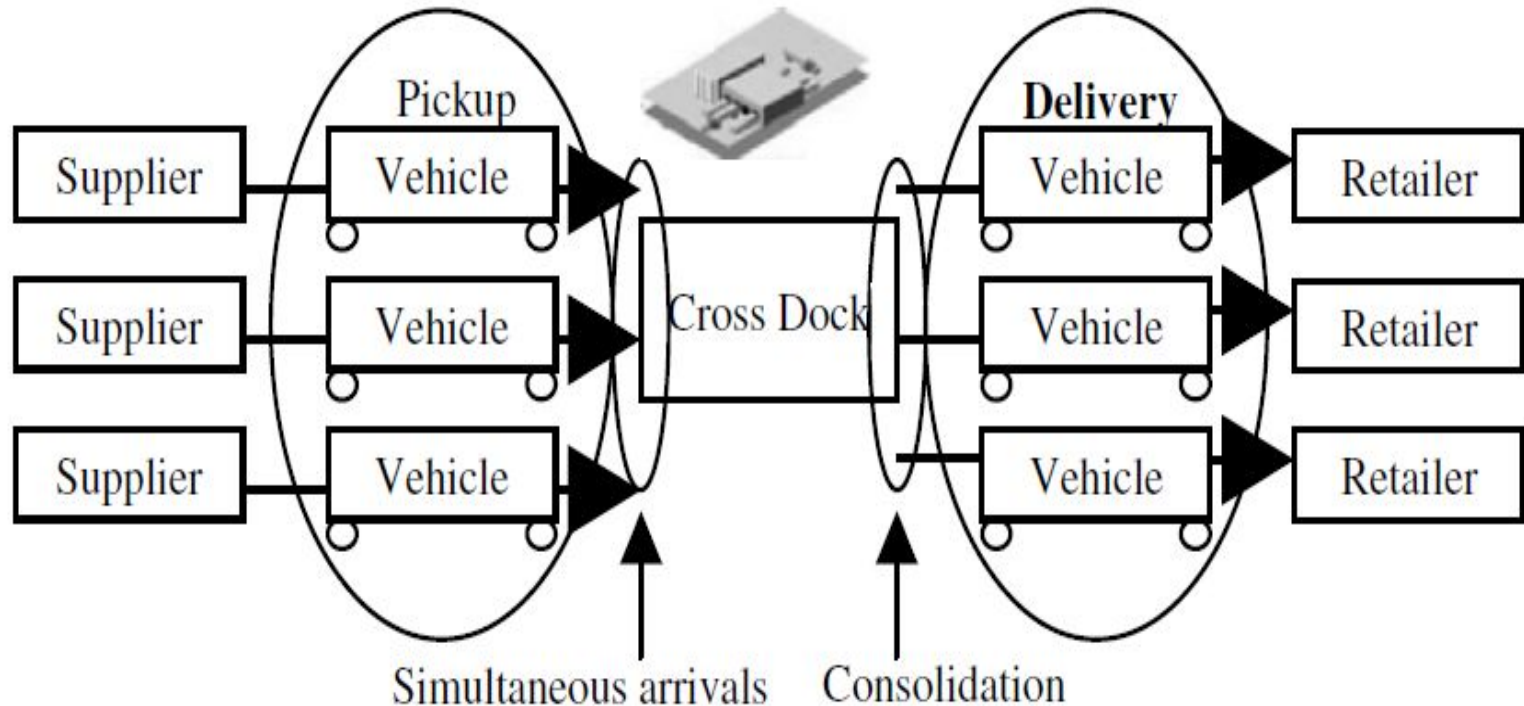 Pickup
Delivery
Supplier
Vehicle
Vehicle
Retailer
Supplier
Vehicle
Cross Dock
Vehicle
Retailer
Supplier
Vehicle
Vehicle
Retailer
Simultaneous arrivals
Consolidation